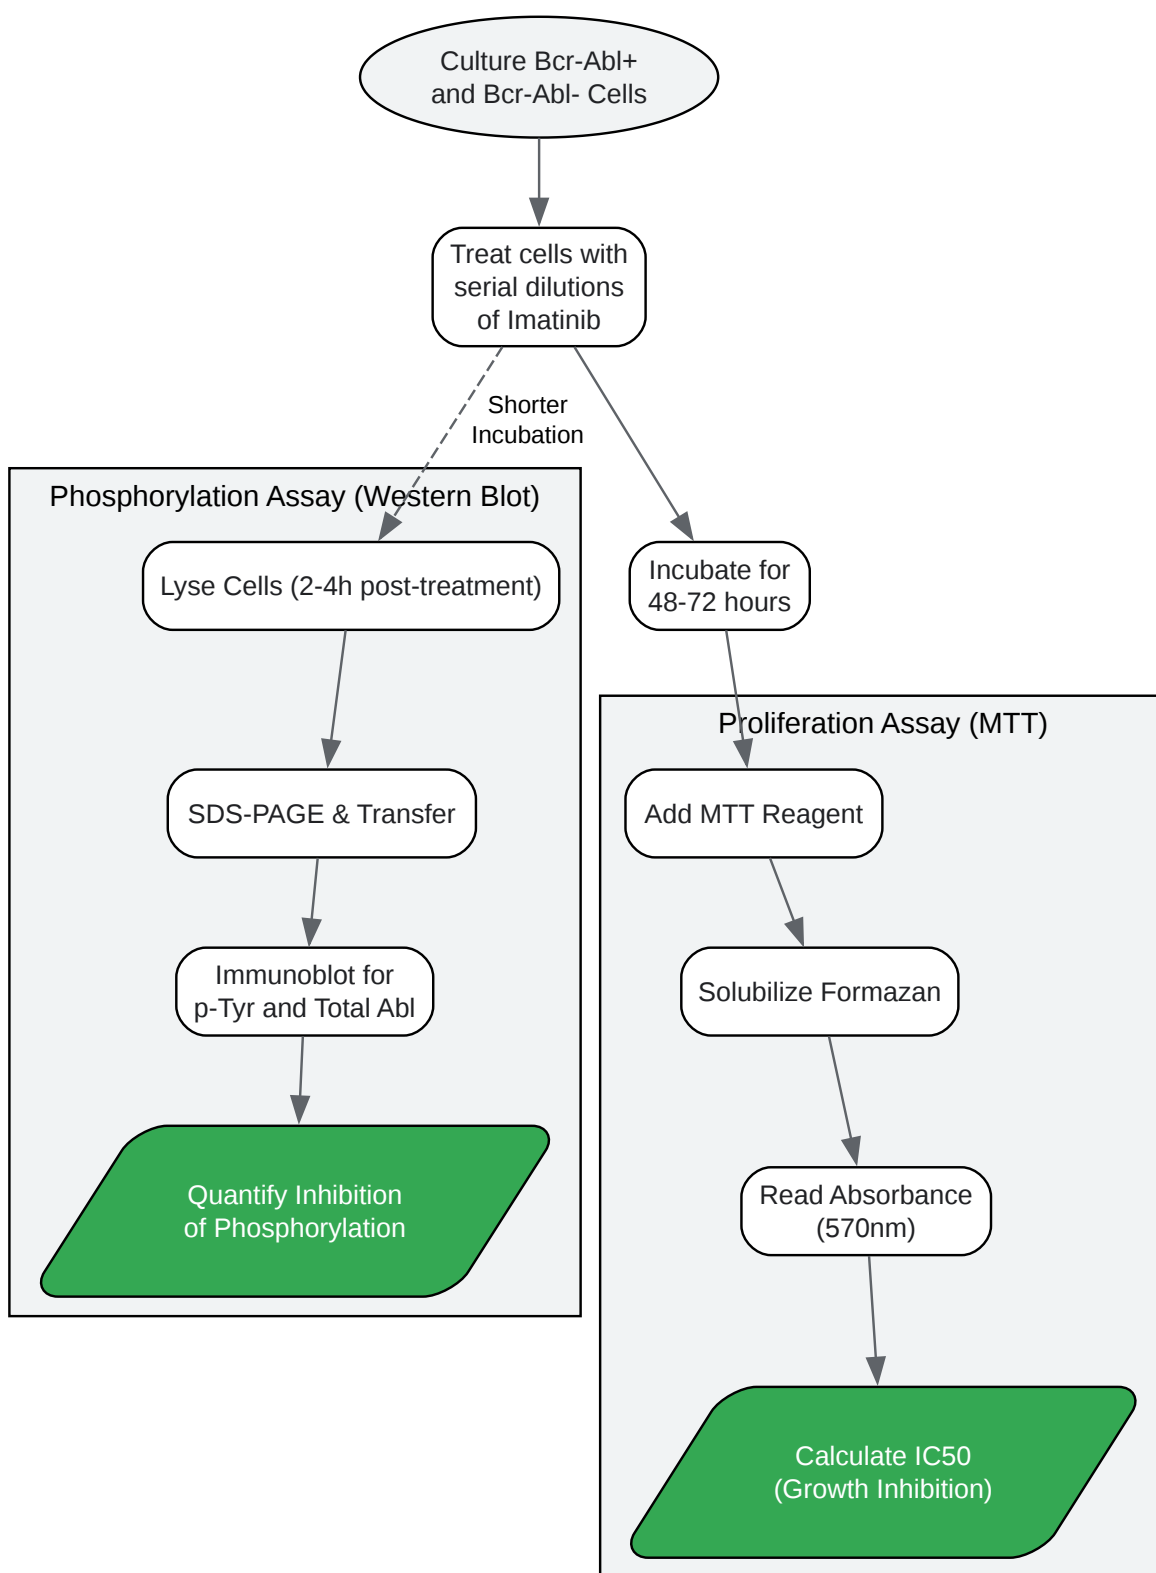 Culture Bcr-Abl+
and Bcr-Abl- Cells
Treat cells with
serial dilutions
of Imatinib
Shorter
Incubation
Phosphorylation Assay (Western Blot)
Lyse Cells (2-4h post-treatment)
SDS-PAGE & Transfer
Immunoblot for
p-Tyr and Total Abl
Quantify Inhibition
of Phosphorylation
Incubate for
48-72 hours
Proliferation Assay (MTT)
Add MTT Reagent
Solubilize Formazan
Read Absorbance
(570nm)
Calculate IC50
(Growth Inhibition)